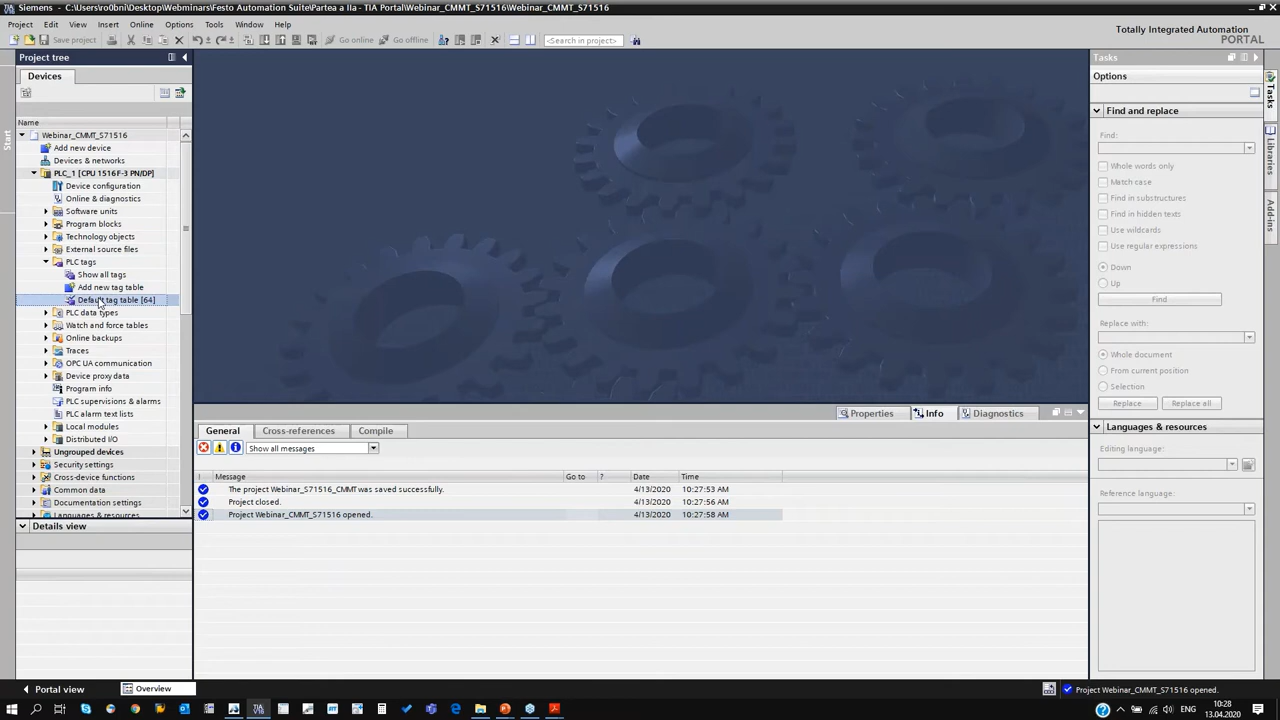 Siemens - C:\Users\ro0bni\Desktop\Webminars\Festo Automation Suite\Partea a IIa - TIA Portal\Webinar_CMMT_S71516\Webinar_CMMT_S71516
Project Edit View Insert Online Options Tools Window Help
Totally Integrated Automation
PORTAL
Save project
Go online
Go offline
<Search in project>
Project tree
Devices
Name
Webinar_CMMT_S71516
Add new device
Devices & networks
PLC_1 [CPU 1516F-3 PN/DP]
Device configuration
Online & diagnostics
Software units
Program blocks
Technology objects
External source files
PLC tags
Show all tags
Add new tag table
Default tag table [64]
PLC data types
Watch and force tables
Online backups
Traces
OPC UA communication
Device proxy data
Program info
PLC supervisions & alarms
PLC alarm text lists
Local modules
Distributed I/O
Ungrouped devices
Security settings
Cross-device functions
Common data
Documentation settings
Languages & resources
Details view
Start
Properties
Info
Diagnostics
General
Cross-references
Compile
Show all messages
! Message Go to ? Date Time
The project Webinar_S71516_CMMT was saved successfully. 4/13/2020 10:27:53 AM
Project closed. 4/13/2020 10:27:56 AM
Project Webinar_CMMT_S71516 opened. 4/13/2020 10:27:58 AM
Tasks
Options
Find and replace
Find:
Whole words only
Match case
Find in substructures
Find in hidden texts
Use wildcards
Use regular expressions
Down
Up
Find
Replace with:
Whole document
From current position
Selection
Replace
Replace all
Languages & resources
Editing language:
Reference language:
Tasks
Libraries
Add-ins
Portal view
Overview
Project Webinar_CMMT_S71516 opened.
10:28
13.04.2020